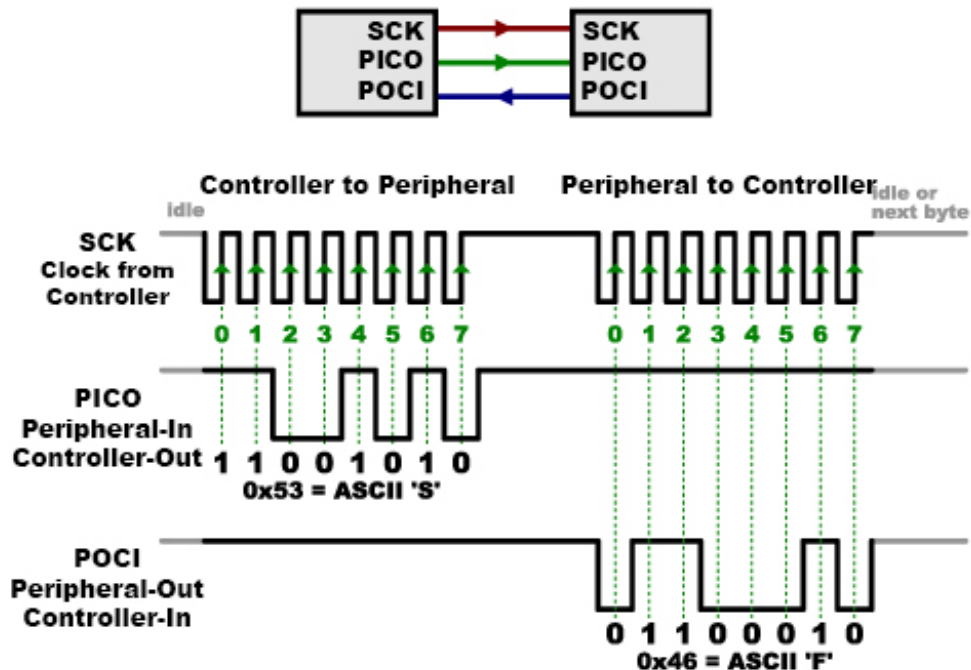 SCK SCK
PICO PICO
POCI POCI
Controller to Peripheral Peripheral to Controller
idle
idle or
next byte
SCK
Clock from
Controller
0 1 2 3 4 5 6 7 0 1 2 3 4 5 6 7
PICO
Peripheral-In
Controller-Out
1 1 0 0 1 0 1 0
0x53 = ASCII 'S'
POCI
Peripheral-Out
Controller-In
0 1 1 0 0 0 1 0
0x46 = ASCII 'F'